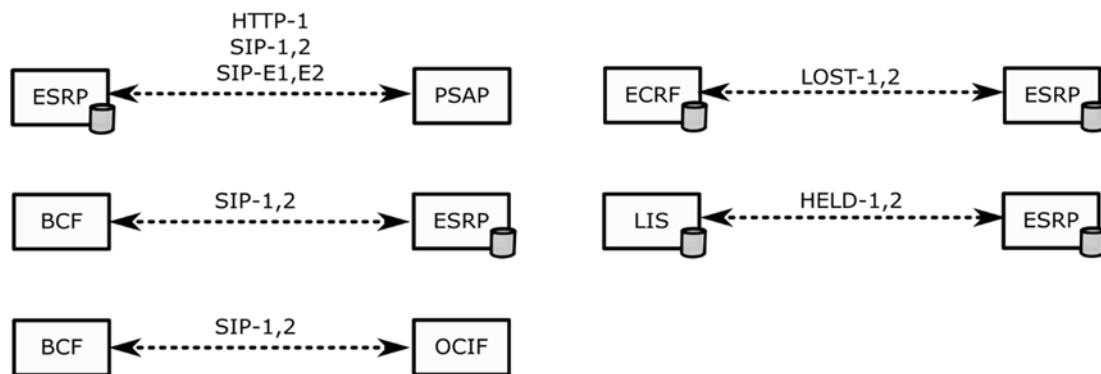 HTTP-1
SIP-1,2
SIP-E1,E2
ESRP
PSAP
ECRF
LOST-1,2
ESRP
BCF
SIP-1,2
ESRP
LIS
HELD-1,2
ESRP
BCF
SIP-1,2
OCIF